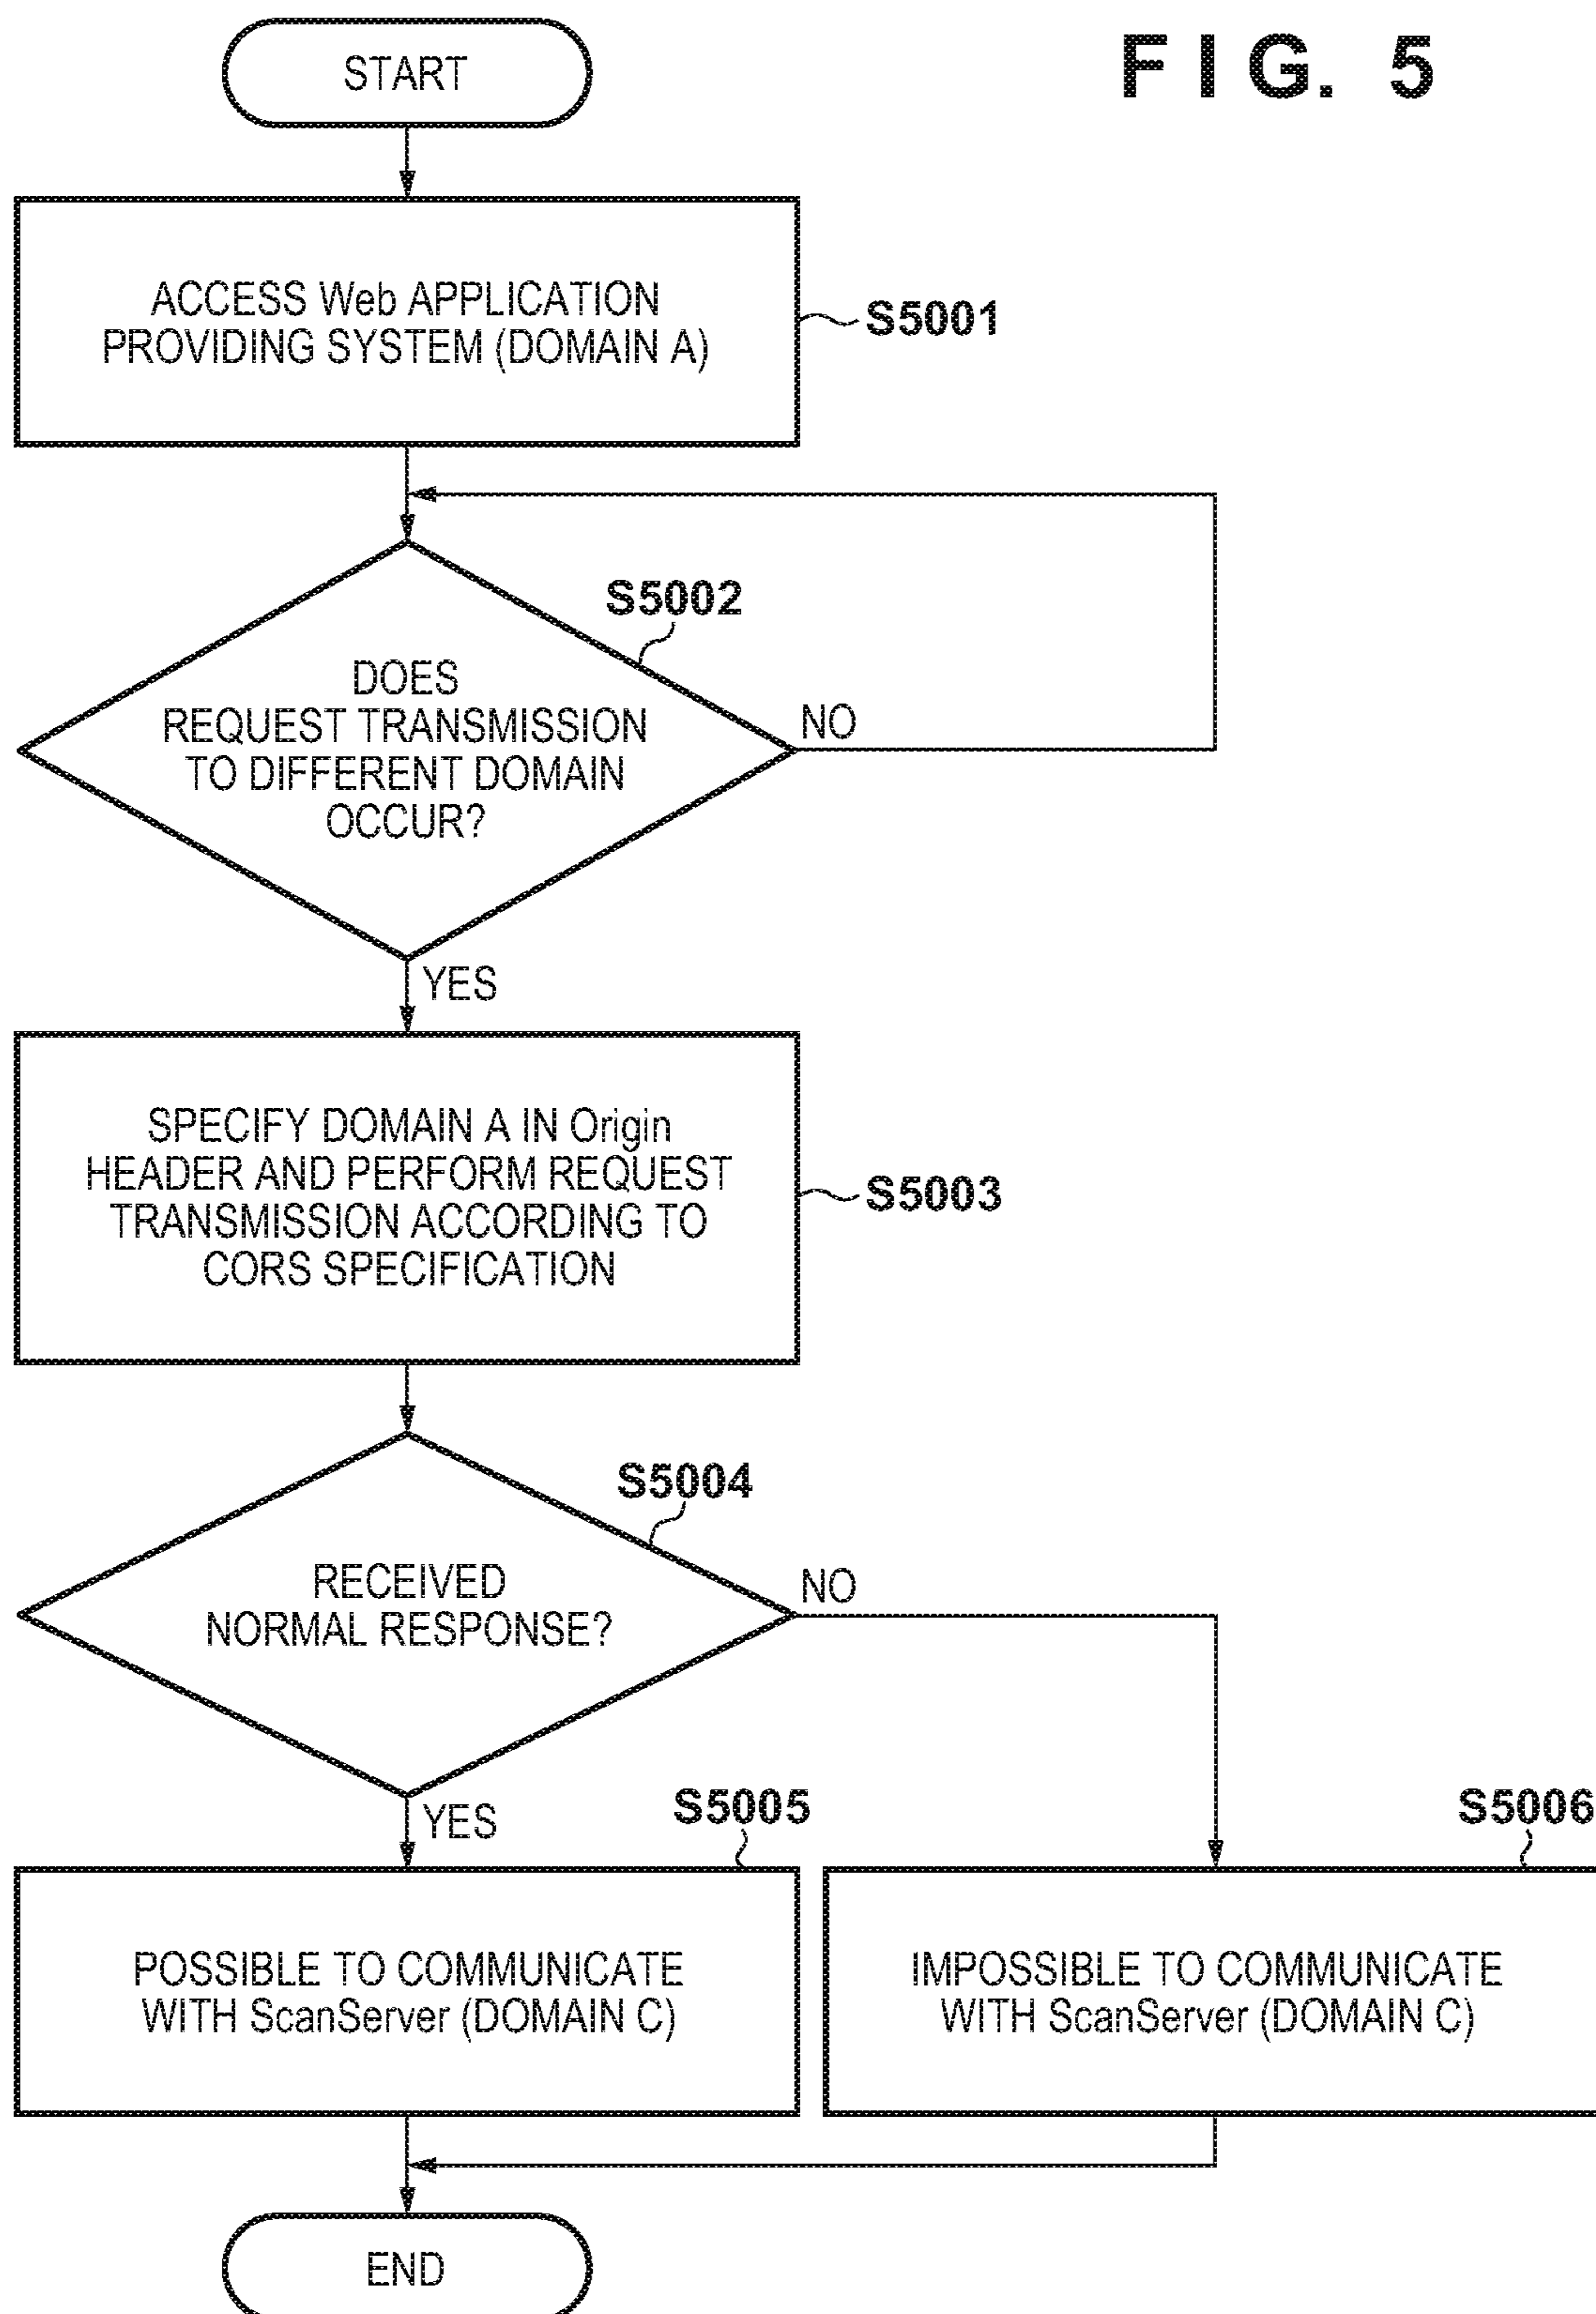 FIG. 5
START
ACCESS Web APPLICATION
PROVIDING SYSTEM (DOMAIN A)
S5001
S5002
DOES
REQUEST TRANSMISSION
TO DIFFERENT DOMAIN
OCCUR?
NO
YES
SPECIFY DOMAIN A IN Origin
HEADER AND PERFORM REQUEST
TRANSMISSION ACCORDING TO
CORS SPECIFICATION
S5003
S5004
RECEIVED
NORMAL RESPONSE?
NO
YES
S5005
POSSIBLE TO COMMUNICATE
WITH ScanServer (DOMAIN C)
S5006
IMPOSSIBLE TO COMMUNICATE
WITH ScanServer (DOMAIN C)
END